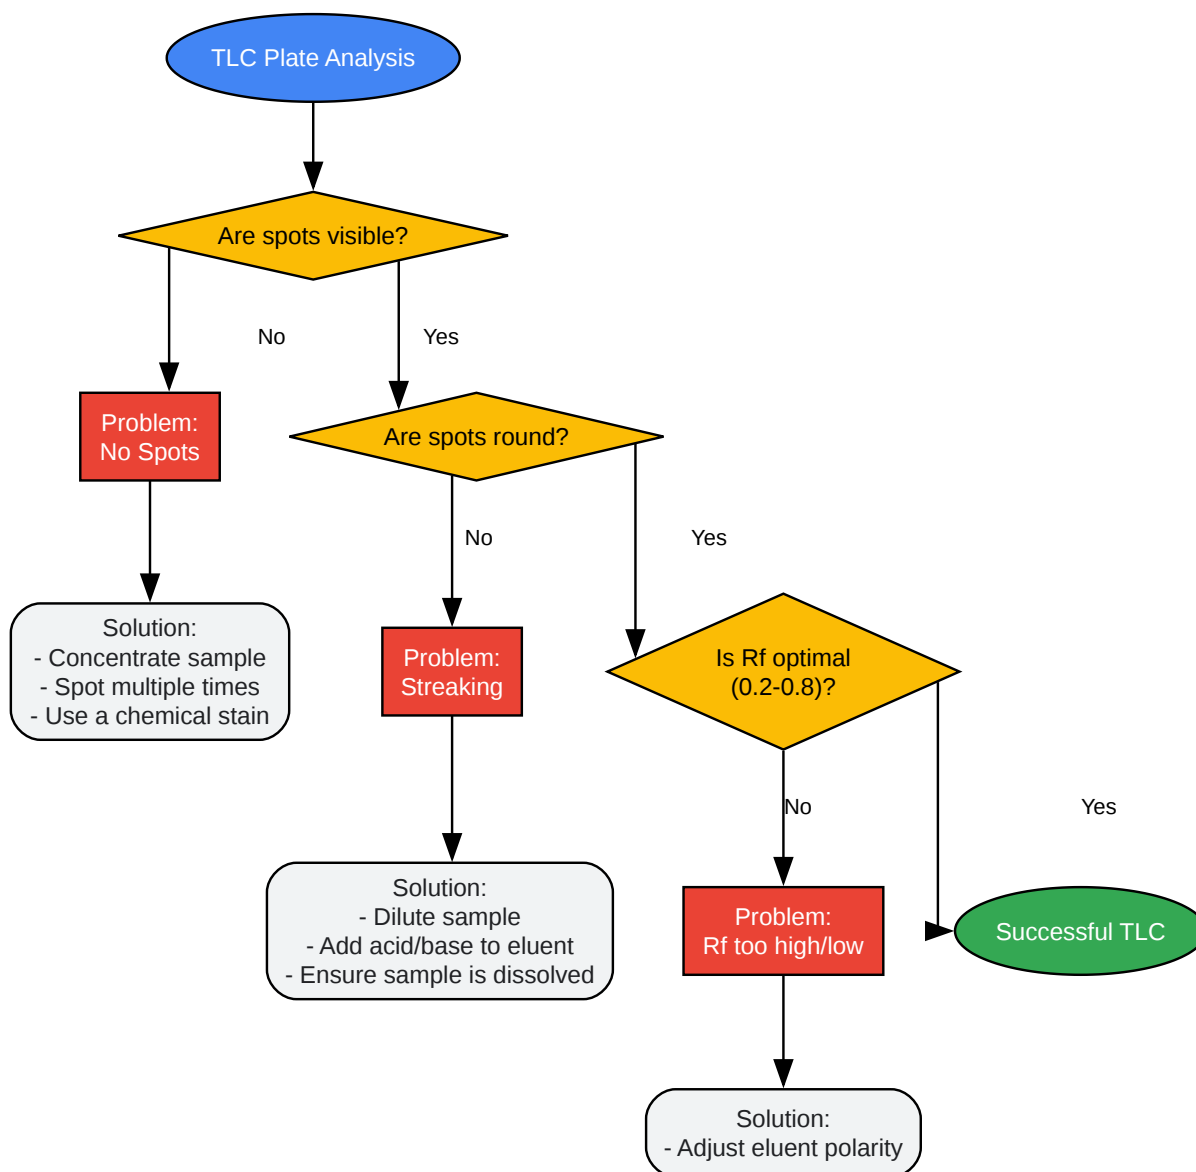 TLC Plate Analysis
Are spots visible?
No
Yes
Problem:
No Spots
Are spots round?
No
Yes
Solution:
- Concentrate sample
- Spot multiple times
- Use a chemical stain
Problem:
Streaking
Is Rf optimal
(0.2-0.8)?
No
Yes
Solution:
- Dilute sample
- Add acid/base to eluent
- Ensure sample is dissolved
Problem:
Rf too high/low
Successful TLC
Solution:
- Adjust eluent polarity